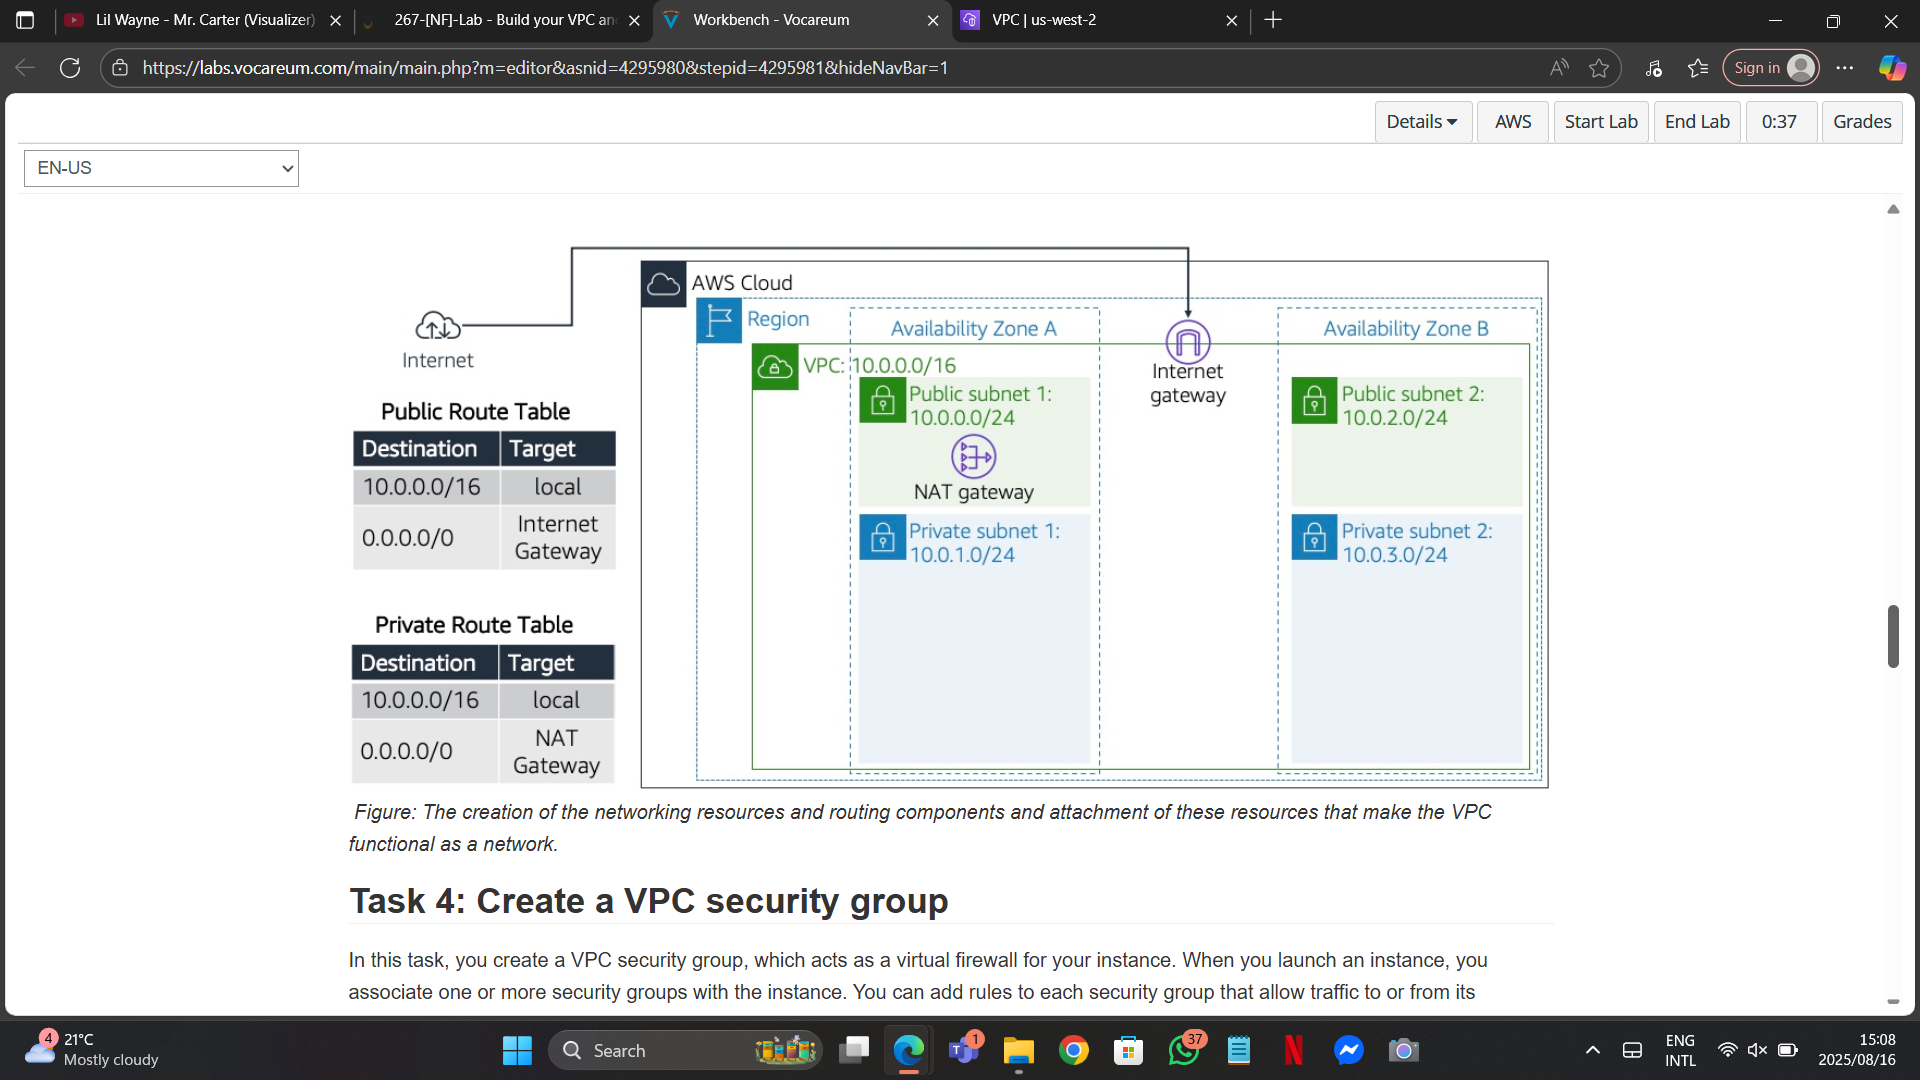 Lil Wayne - Mr. Carter (Visualizer)
267-[NF]-Lab - Build your VPC an
Workbench - Vocareum
VPC | us-west-2
https://labs.vocareum.com/main/main.php?m=editor&asnid=4295980&stepid=4295981&hideNavBar=1
Sign in
Details
AWS
Start Lab
End Lab
0:37
Grades
EN-US
Internet
Public Route Table
Destination Target
10.0.0.0/16 local
0.0.0.0/0 Internet
Gateway
Private Route Table
Destination Target
10.0.0.0/16 local
0.0.0.0/0 NAT
Gateway
AWS Cloud
Region
Availability Zone A
Availability Zone B
VPC: 10.0.0.0/16
Internet
gateway
Public subnet 1:
10.0.0.0/24
NAT gateway
Public subnet 2:
10.0.2.0/24
Private subnet 1:
10.0.1.0/24
Private subnet 2:
10.0.3.0/24
Figure: The creation of the networking resources and routing components and attachment of these resources that make the VPC
functional as a network.
Task 4: Create a VPC security group
In this task, you create a VPC security group, which acts as a virtual firewall for your instance. When you launch an instance, you
associate one or more security groups with the instance. You can add rules to each security group that allow traffic to or from its
4
21°C
Mostly cloudy
Search
1
37
ENG
INTL
15:08
2025/08/16